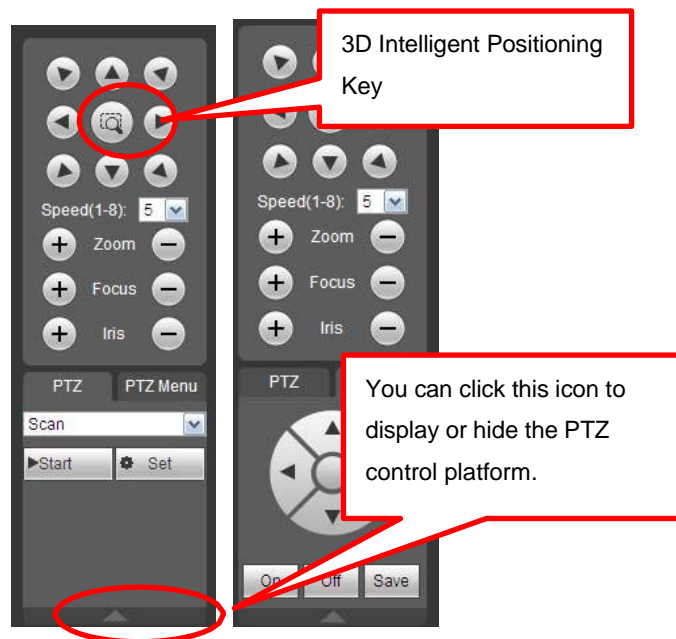 3D Intelligent Positioning
Key
Speed(1-8): 5
Zoom
Focus
Iris
PTZ PTZ Menu
Scan
Start Set
Speed(1-8): 5
Zoom
Focus
Iris
PTZ
You can click this icon to
display or hide the PTZ
control platform.
On Off Save